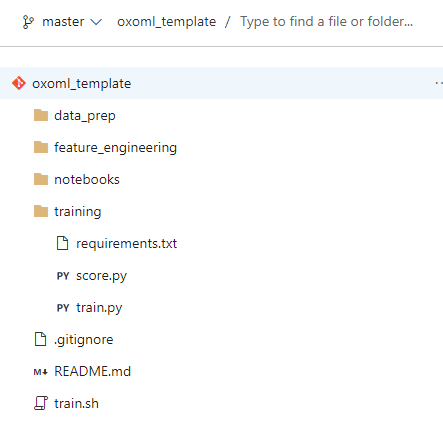 master oxoml_template / Type to find a file or folder...
oxoml_template
data_prep
feature_engineering
notebooks
training
requirements.txt
PY score.py
PY train.py
.gitignore
M↓ README.md
train.sh